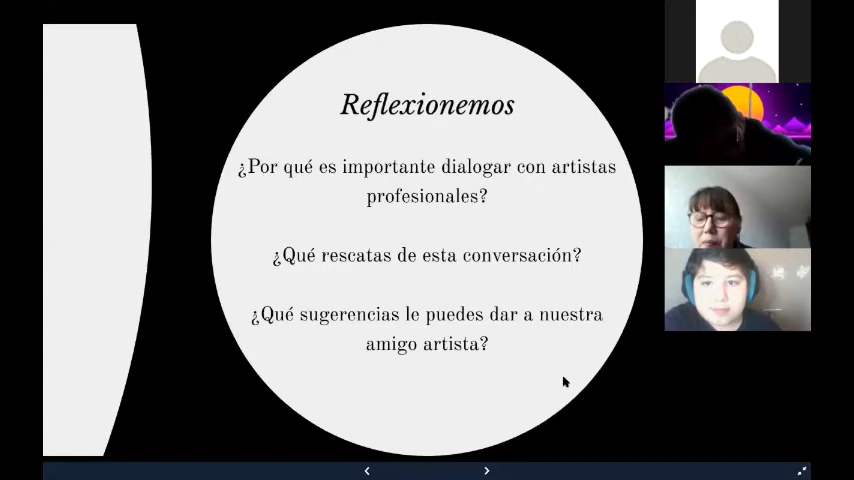 Reflexionemos
¿Por qué es importante dialogar con artistas
profesionales?
¿Qué rescatas de esta conversación?
¿Qué sugerencias le puedes dar a nuestra
amigo artista?